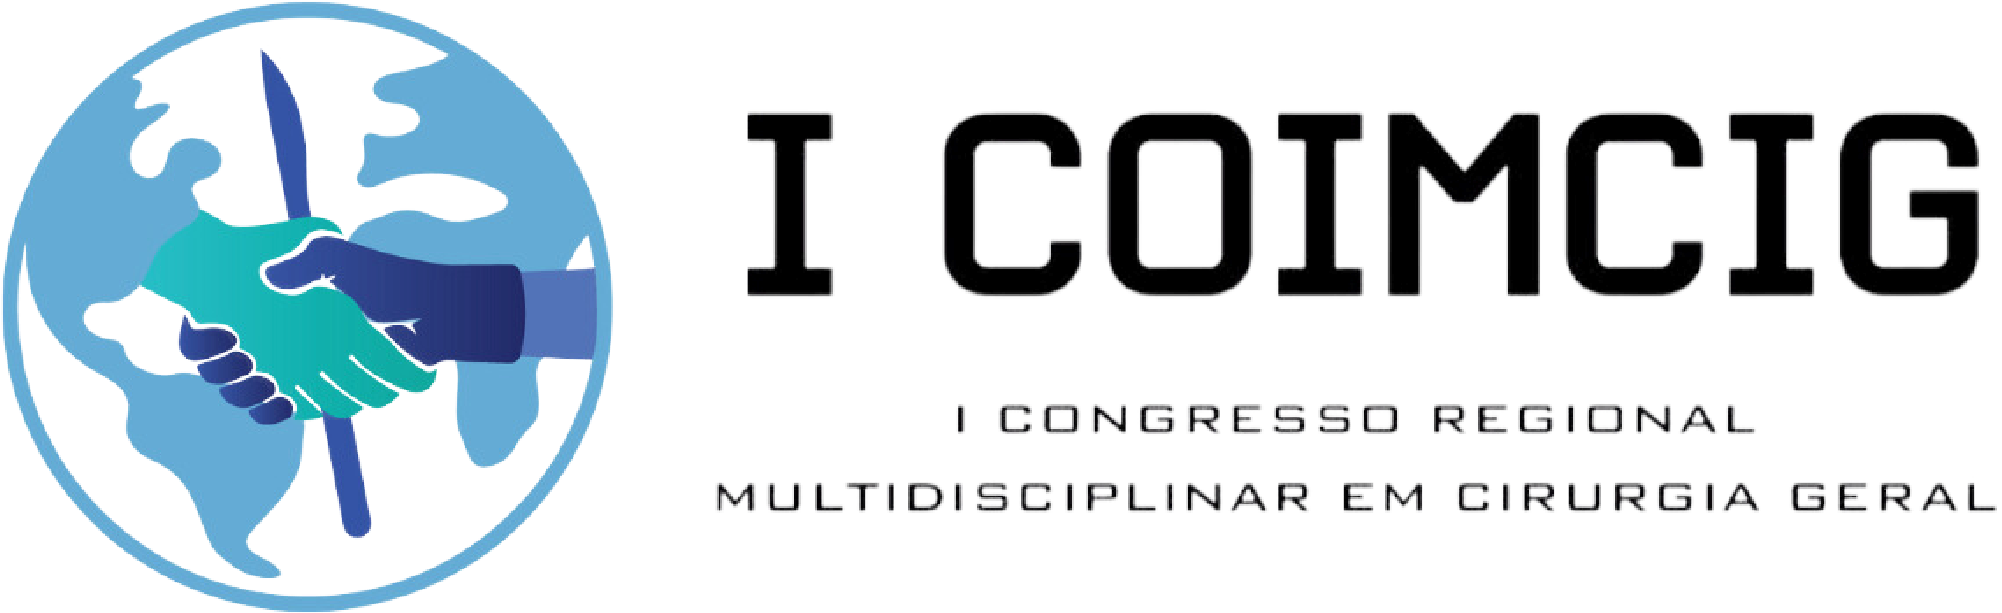 I COIMCIG
I CONGRESSO REGIONAL
MULTIDISCIPLINAR EM CIRURGIA GERAL